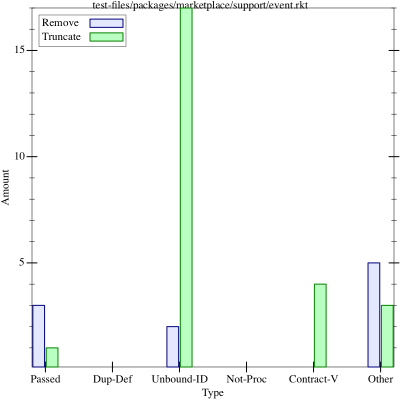 test-files/packages/marketplace/support/event.rkt
Remove
Truncate
15
10
5
Amount
Passed Dup-Def Unbound-ID Not-Proc Contract-V Other
Type